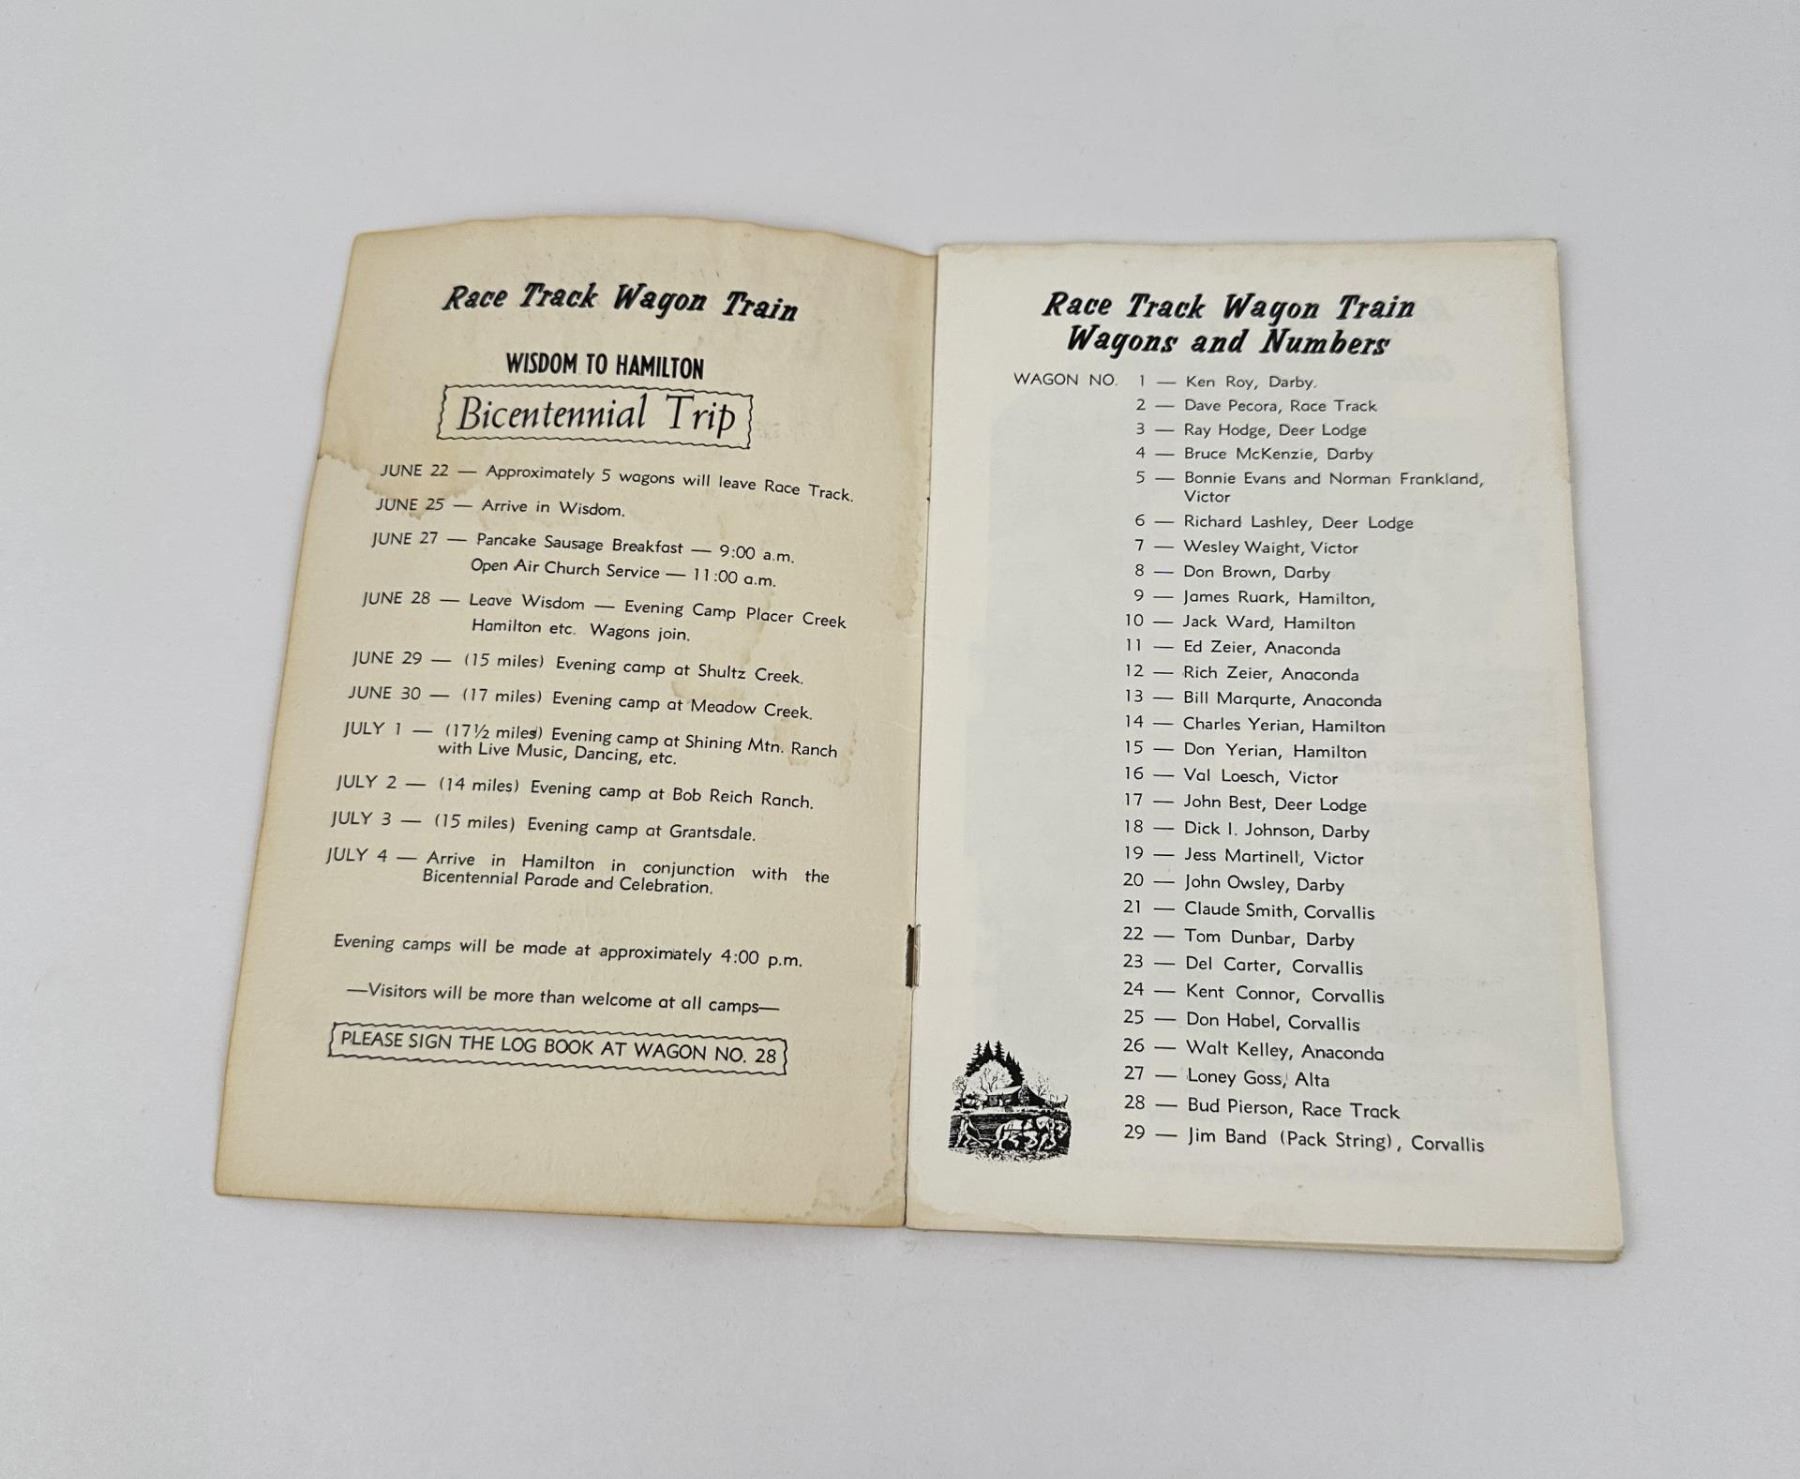 Race Track Wagon Train
WISDOM TO HAMILTON
Bicentennial Trip
JUNE 22 — Approximately 5 wagons will leave Race Track.
JUNE 25 — Arrive in Wisdom.
JUNE 27 — Pancake Sausage Breakfast — 9:00 a.m.
Open Air Church Service — 11:00 a.m.
JUNE 28 — Leave Wisdom — Evening Camp Placer Creek
Hamilton etc. Wagons join.
JUNE 29 — (15 miles) Evening camp at Shultz Creek.
JUNE 30 — (17 miles) Evening camp at Meadow Creek.
JULY 1 — (17½ miles) Evening camp at Shining Mtn. Ranch
with Live Music, Dancing, etc.
JULY 2 — (14 miles) Evening camp at Bob Reich Ranch.
JULY 3 — (15 miles) Evening camp at Grantsdale.
JULY 4 — Arrive in Hamilton in conjunction with the
Bicentennial Parade and Celebration.
Evening camps will be made at approximately 4:00 p.m.
—Visitors will be more than welcome at all camps—
PLEASE SIGN THE LOG BOOK AT WAGON NO. 28
Race Track Wagon Train
Wagons and Numbers
WAGON NO. 1 — Ken Roy, Darby.
2 — Dave Pecora, Race Track
3 — Ray Hodge, Deer Lodge
4 — Bruce McKenzie, Darby
5 — Bonnie Evans and Norman Frankland,
Victor
6 — Richard Lashley, Deer Lodge
7 — Wesley Waight, Victor
8 — Don Brown, Darby
9 — James Ruark, Hamilton,
10 — Jack Ward, Hamilton
11 — Ed Zeier, Anaconda
12 — Rich Zeier, Anaconda
13 — Bill Marqurte, Anaconda
14 — Charles Yerian, Hamilton
15 — Don Yerian, Hamilton
16 — Val Loesch, Victor
17 — John Best, Deer Lodge
18 — Dick I. Johnson, Darby
19 — Jess Martinell, Victor
20 — John Owsley, Darby
21 — Claude Smith, Corvallis
22 — Tom Dunbar, Darby
23 — Del Carter, Corvallis
24 — Kent Connor, Corvallis
25 — Don Habel, Corvallis
26 — Walt Kelley, Anaconda
27 — Loney Goss, Alta
28 — Bud Pierson, Race Track
29 — Jim Band (Pack String), Corvallis